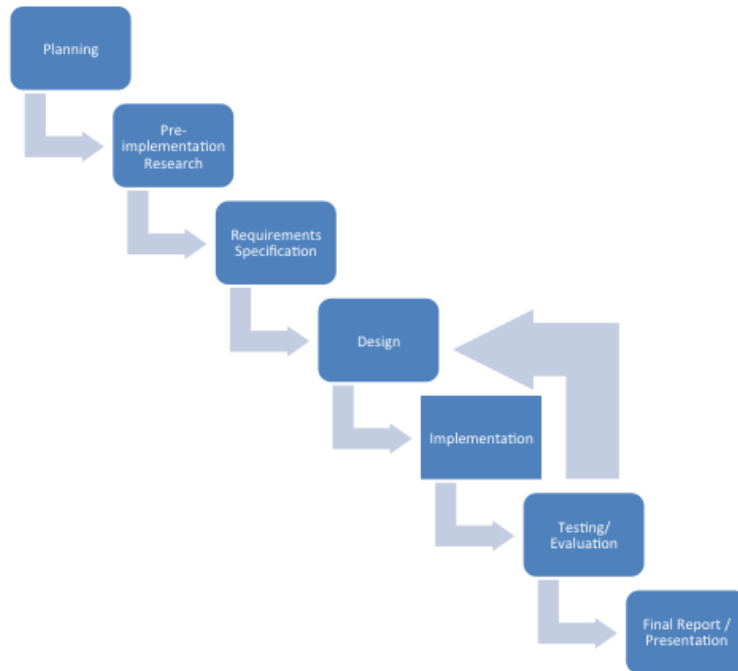 Planning
Pre-
implementation
Research
Requirements
Specification
Design
Implementation
Testing/
Evaluation
Final Report /
Presentation